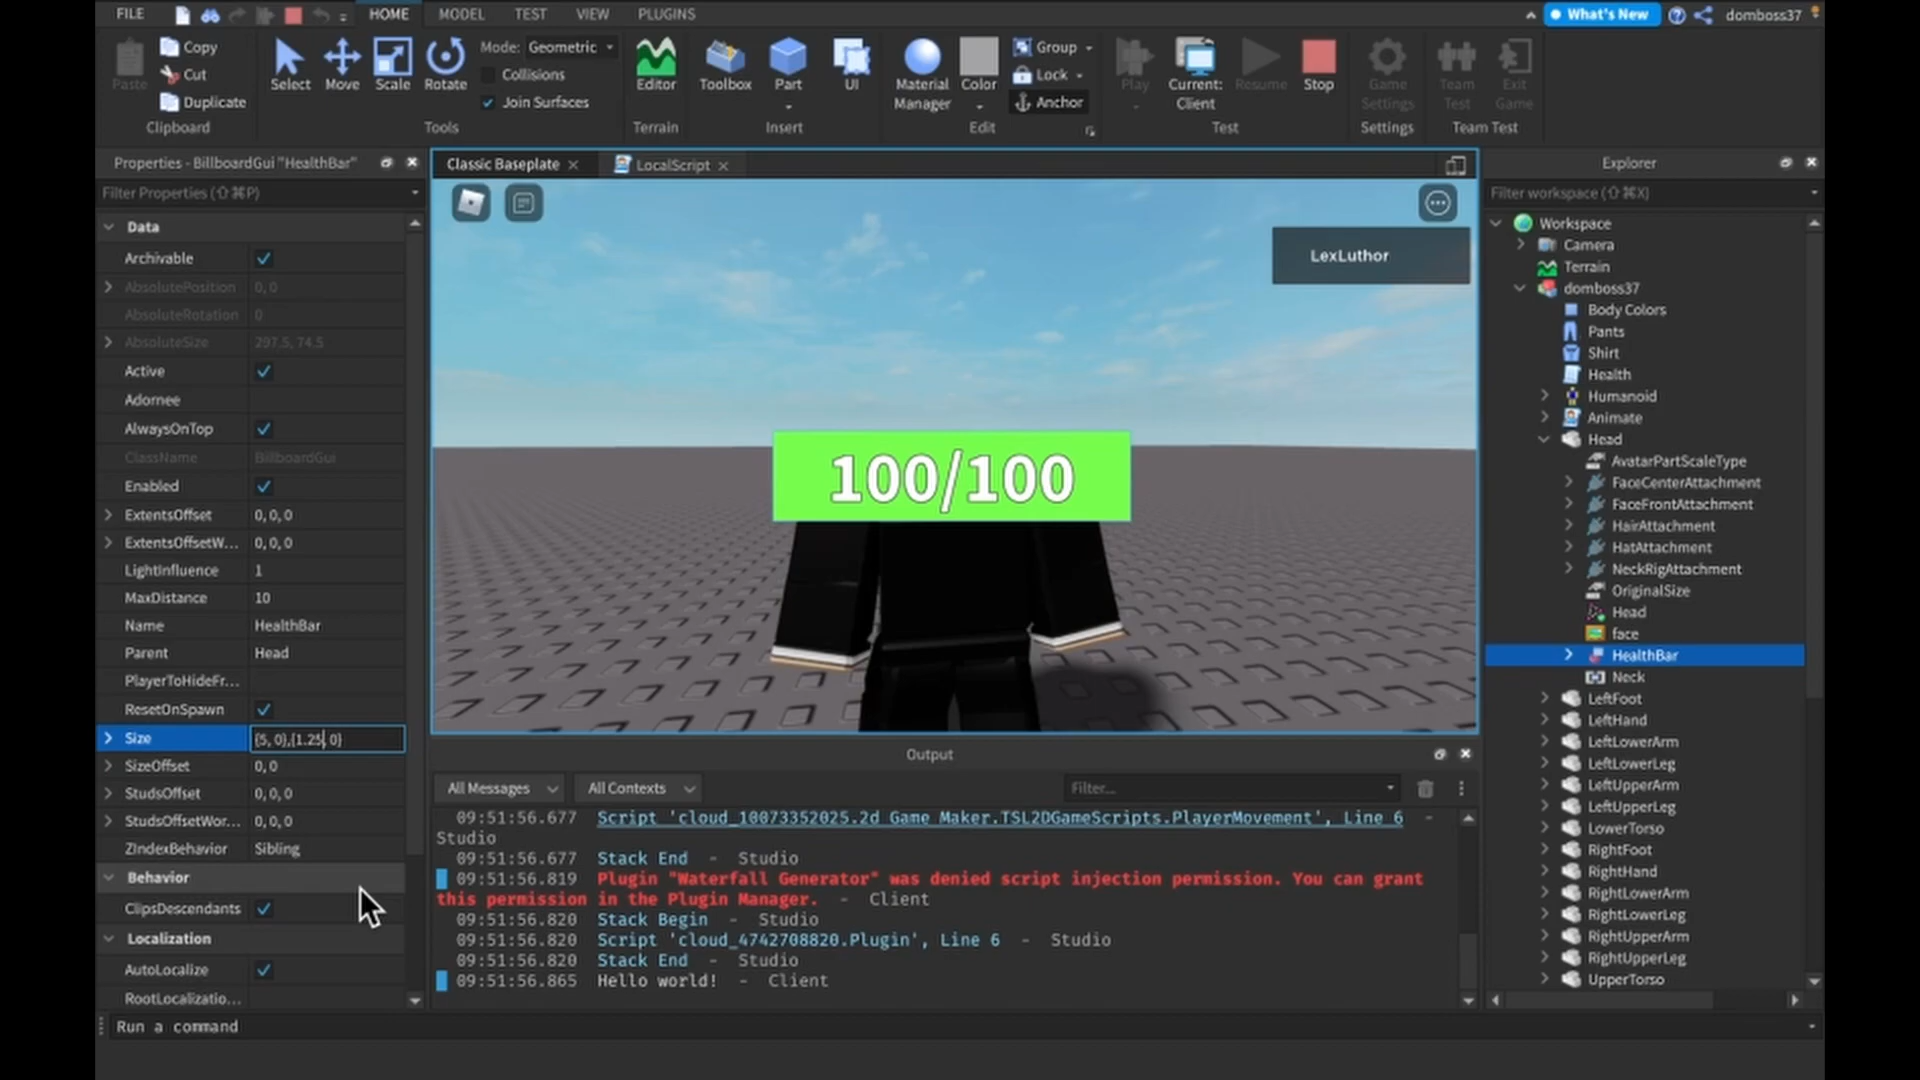 FILE HOME MODEL TEST VIEW PLUGINS What's New domboss37
Paste Copy Cut Duplicate Clipboard
Select Move Scale Rotate Mode: Geometric Collisions Join Surfaces Tools
Editor Terrain
Toolbox Part UI Insert
Material Manager Color Group Lock Anchor Edit
Play Current: Client Resume Stop Test
Game Settings Settings
Team Test Exit Game Team Test
Properties - BillboardGui "HealthBar"
Filter Properties (⇧⌘P)
Data
Archivable
AbsolutePosition 0, 0
AbsoluteRotation 0
AbsoluteSize 297.5, 74.5
Active
Adornee
AlwaysOnTop
ClassName BillboardGui
Enabled
ExtentsOffset 0, 0, 0
ExtentsOffsetW... 0, 0, 0
LightInfluence 1
MaxDistance 10
Name HealthBar
Parent Head
PlayerToHideFr...
ResetOnSpawn
Size {5, 0},{1.25, 0}
SizeOffset 0, 0
StudsOffset 0, 0, 0
StudsOffsetWor... 0, 0, 0
ZIndexBehavior Sibling
Behavior
ClipsDescendants
Localization
AutoLocalize
RootLocalizatio...
Classic Baseplate LocalScript
LexLuthor
100/100
Output
All Messages All Contexts Filter...
09:51:56.677 Script 'cloud_10073352025.2d Game Maker.TSL2DGameScripts.PlayerMovement', Line 6 -
Studio
09:51:56.677 Stack End - Studio
09:51:56.819 Plugin "Waterfall Generator" was denied script injection permission. You can grant
this permission in the Plugin Manager. - Client
09:51:56.820 Stack Begin - Studio
09:51:56.820 Script 'cloud_4742708820.Plugin', Line 6 - Studio
09:51:56.820 Stack End - Studio
09:51:56.865 Hello world! - Client
Explorer
Filter workspace (⇧⌘X)
Workspace
Camera
Terrain
domboss37
Body Colors
Pants
Shirt
Health
Humanoid
Animate
Head
AvatarPartScaleType
FaceCenterAttachment
FaceFrontAttachment
HairAttachment
HatAttachment
NeckRigAttachment
OriginalSize
Head
face
HealthBar
Neck
LeftFoot
LeftHand
LeftLowerArm
LeftLowerLeg
LeftUpperArm
LeftUpperLeg
LowerTorso
RightFoot
RightHand
RightLowerArm
RightLowerLeg
RightUpperArm
RightUpperLeg
UpperTorso
Run a command